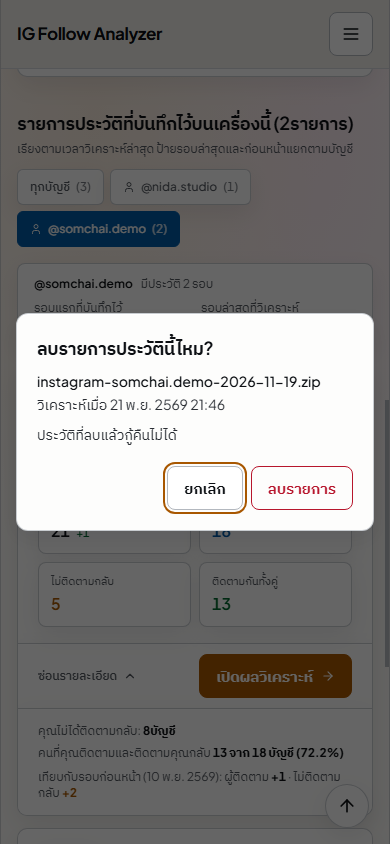 IG Follow Analyzer
รายการประวัติที่บันทึกไว้บนเครื่องนี้ (2รายการ)
เรียงตามเวลาวิเคราะห์ล่าสุด ป้ายรอบล่าสุดและก่อนหน้าแยกตามบัญชี
ทุกบัญชี (3)
@nida.studio (1)
@somchai.demo (2)
@somchai.demo มีประวัติ 2 รอบ
รอบแรกที่บันทึกไว้
รอบล่าสุดที่วิเคราะห์
ลบรายการประวัตินี้ไหม?
instagram-somchai.demo-2026-11-19.zip
วิเคราะห์เมื่อ 21 พ.ย. 2569 21:46
ประวัติที่ลบแล้วกู้คืนไม่ได้
ยกเลิก
ลบรายการ
21 +1
18
ไม่ติดตามกลับ
5
ติดตามกันทั้งคู่
13
ซ่อนรายละเอียด
เปิดผลวิเคราะห์
คุณไม่ได้ติดตามกลับ: 8บัญชี
คนที่คุณติดตามและติดตามคุณกลับ 13 จาก 18 บัญชี (72.2%)
เทียบกับรอบก่อนหน้า (10 พ.ย. 2569): ผู้ติดตาม +1 · ไม่ติดตาม
กลับ +2